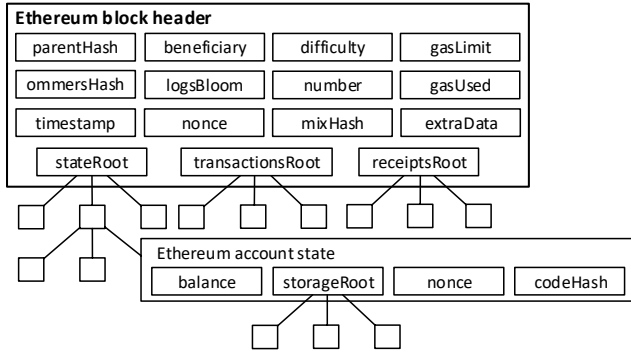 Ethereum block header
parentHash beneficiary difficulty gasLimit
ommersHash logsBloom number gasUsed
timestamp nonce mixHash extraData
stateRoot transactionsRoot receiptsRoot
Ethereum account state
balance storageRoot nonce codeHash